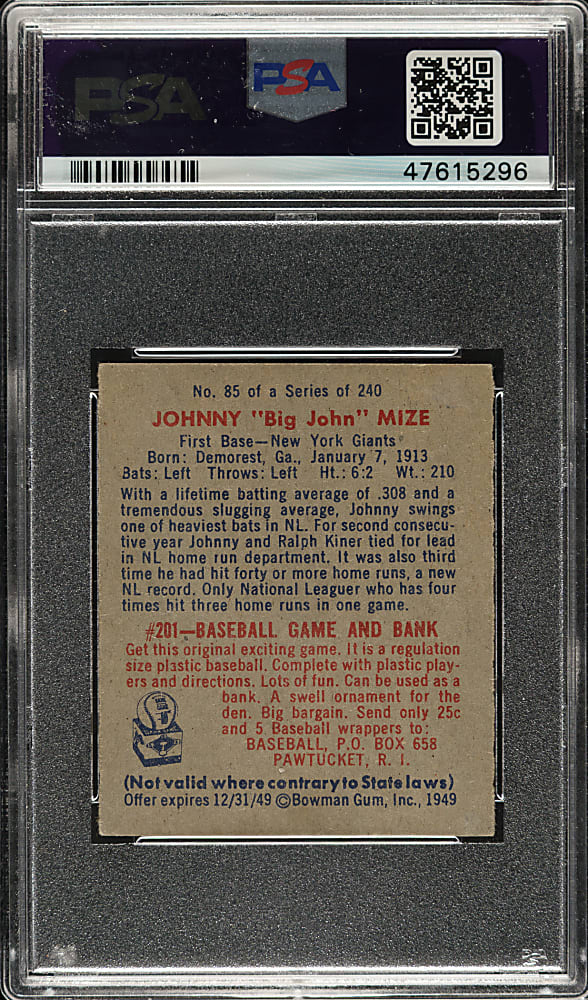 PSA
PSA
47615296
No. 85 of a Series of 240
JOHNNY "Big John" MIZE
First Base—New York Giants
Born: Demorest, Ga., January 7, 1913
Bats: Left Throws: Left Ht.: 6:2 Wt.: 210
With a lifetime batting average of .308 and a
tremendous slugging average, Johnny swings
one of heaviest bats in NL. For second consecu-
tive year Johnny and Ralph Kiner tied for lead
in NL home run department. It was also third
time he had hit forty or more home runs, a new
NL record. Only National Leaguer who has four
times hit three home runs in one game.
#201—BASEBALL GAME AND BANK
Get this original exciting game. It is a regulation
size plastic baseball. Complete with plastic play-
ers and directions. Lots of fun. Can be used as a
bank. A swell ornament for the
den. Big bargain. Send only 25c
and 5 Baseball wrappers to:
BASEBALL, P.O. BOX 658
PAWTUCKET, R. I.
(Not valid where contrary to State laws)
Offer expires 12/31/49 ©Bowman Gum, Inc., 1949